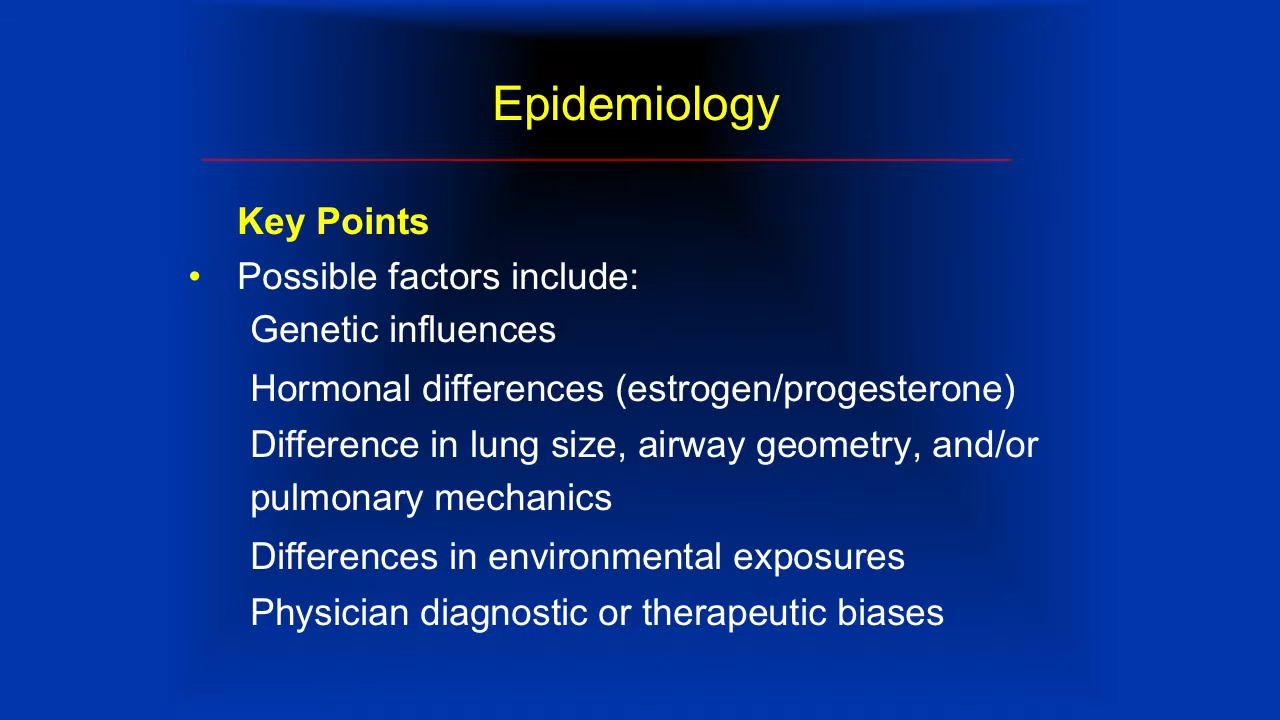 Epidemiology
Key Points
• Possible factors include:
Genetic influences
Hormonal differences (estrogen/progesterone)
Difference in lung size, airway geometry, and/or
pulmonary mechanics
Differences in environmental exposures
Physician diagnostic or therapeutic biases